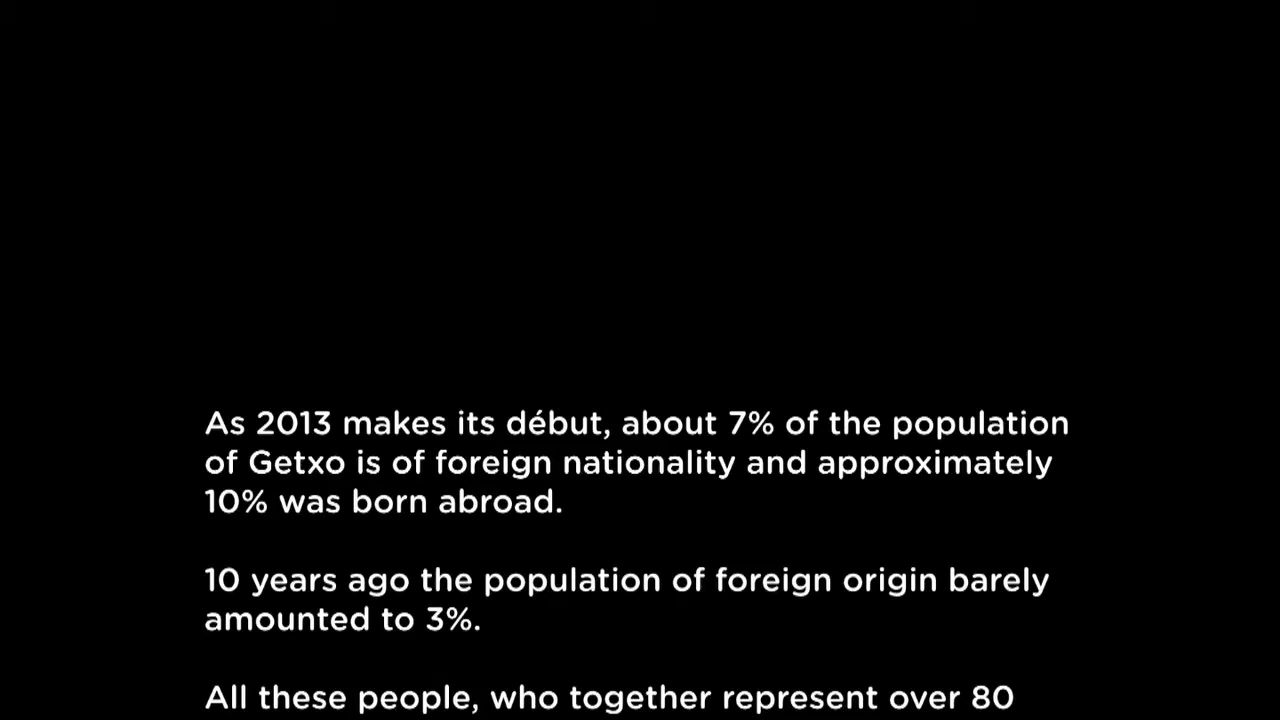 As 2013 makes its début, about 7% of the population
of Getxo is of foreign nationality and approximately
10% was born abroad.
10 years ago the population of foreign origin barely
amounted to 3%.
All these people, who together represent over 80